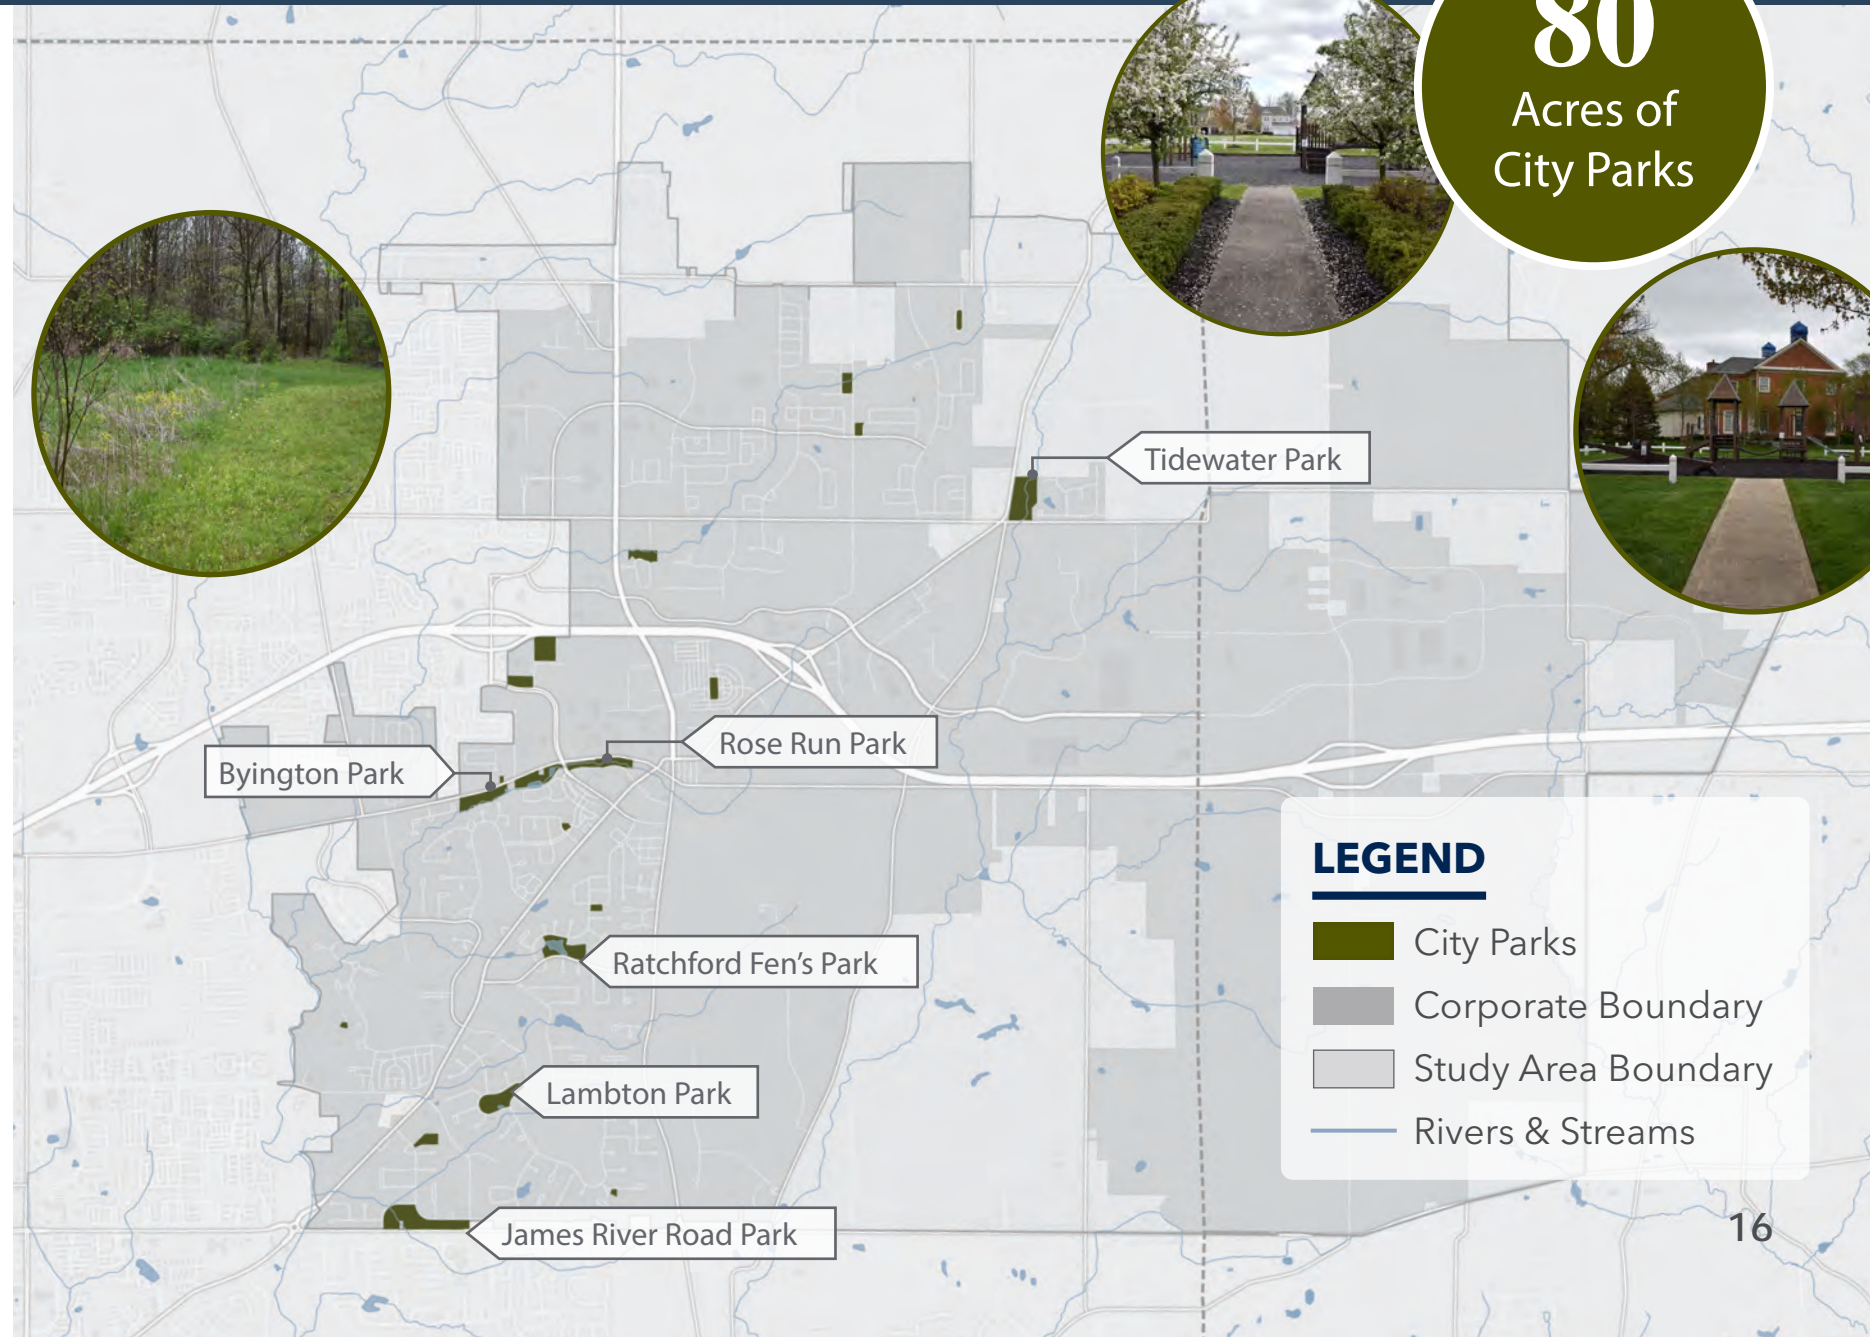 80
Acres of
City Parks
Tidewater Park
Rose Run Park
Byington Park
Ratchford Fen's Park
Lambton Park
James River Road Park
LEGEND
City Parks
Corporate Boundary
Study Area Boundary
Rivers & Streams
16